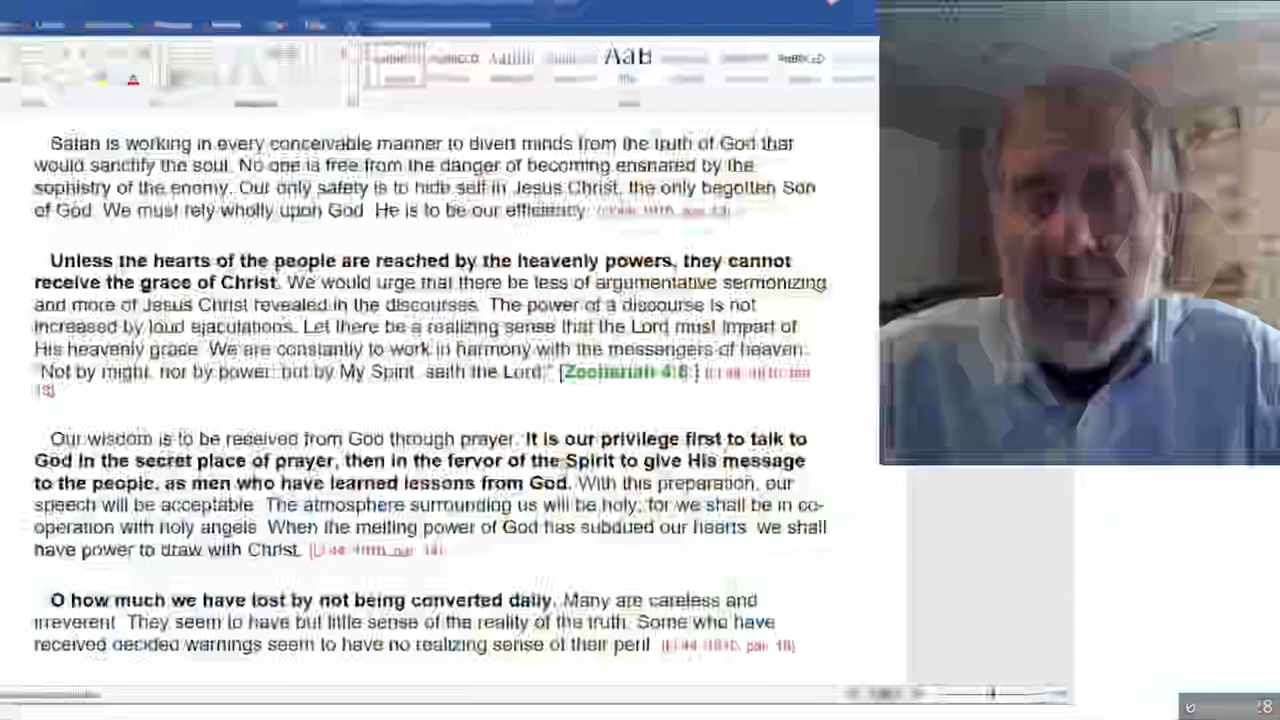 AaB
Satan is working in every conceivable manner to divert minds from the truth of God that
would sanctify the soul. No one is free from the danger of becoming ensnared by the
sophistry of the enemy. Our only safety is to hide self in Jesus Christ, the only begotten Son
of God. We must rely wholly upon God. He is to be our efficiency.
Unless the hearts of the people are reached by the heavenly powers, they cannot
receive the grace of Christ. We would urge that there be less of argumentative sermonizing
and more of Jesus Christ revealed in the discourses. The power of a discourse is not
increased by loud ejaculations. Let there be a realizing sense that the Lord must impart of
His heavenly grace. We are constantly to work in harmony with the messengers of heaven.
"Not by might, nor by power, but by My Spirit, saith the Lord." [Zechariah 4:6.]
Our wisdom is to be received from God through prayer. It is our privilege first to talk to
God in the secret place of prayer, then in the fervor of the Spirit to give His message
to the people, as men who have learned lessons from God. With this preparation, our
speech will be acceptable. The atmosphere surrounding us will be holy; for we shall be in co-
operation with holy angels. When the melting power of God has subdued our hearts, we shall
have power to draw with Christ.
O how much we have lost by not being converted daily. Many are careless and
irreverent. They seem to have but little sense of the reality of the truth. Some who have
received decided warnings seem to have no realizing sense of their peril.